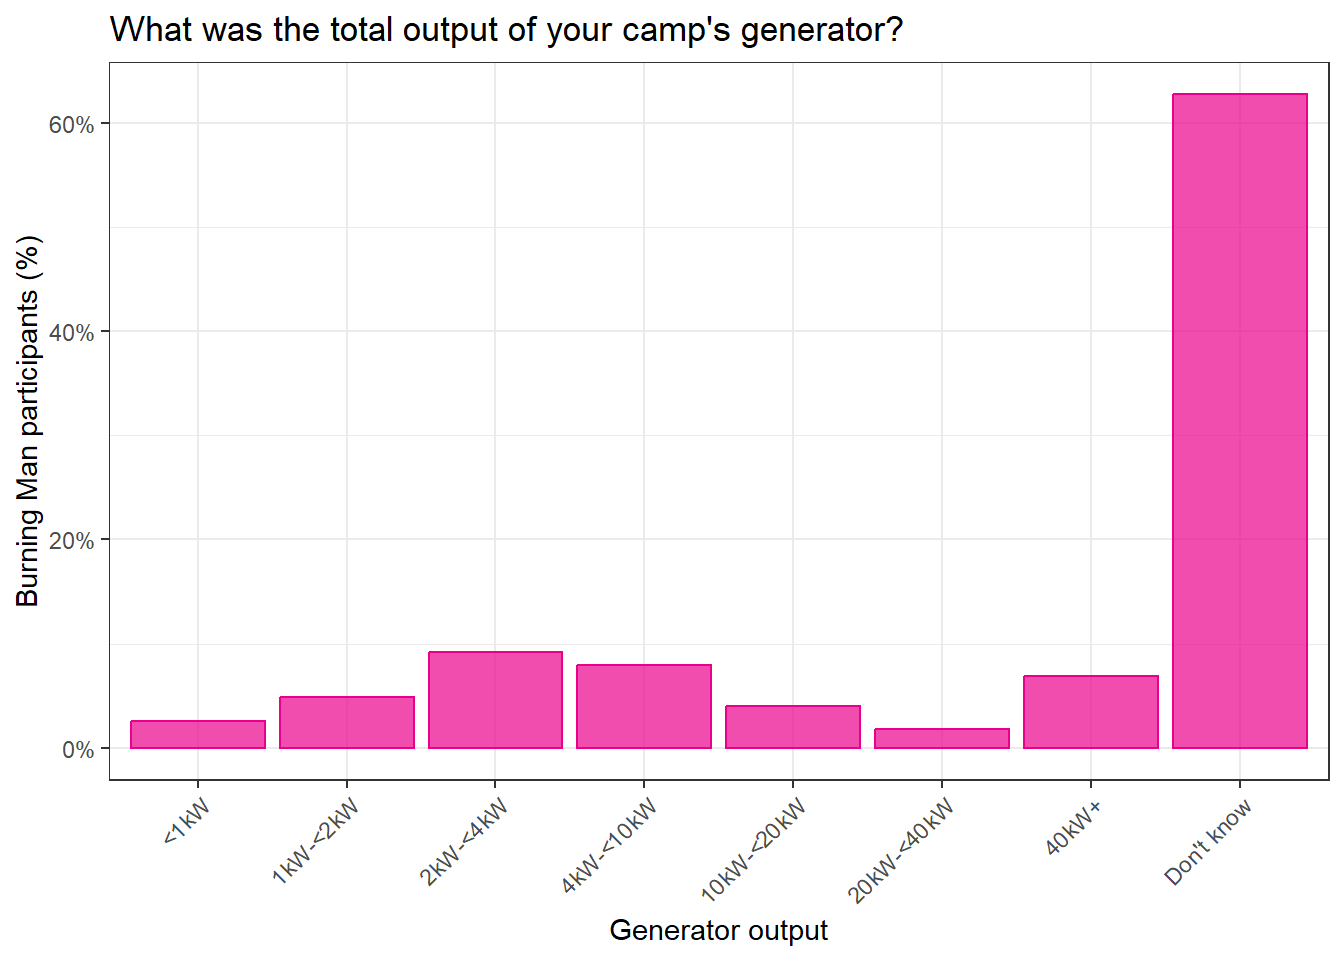 What was the total output of your camp's generator?
Burning Man participants (%)
60%
40%
20%
0%
<1kW
1kW-<2kW
2kW-<4kW
4kW-<10kW
10kW-<20kW
20kW-<40kW
40kW+
Don't know
Generator output